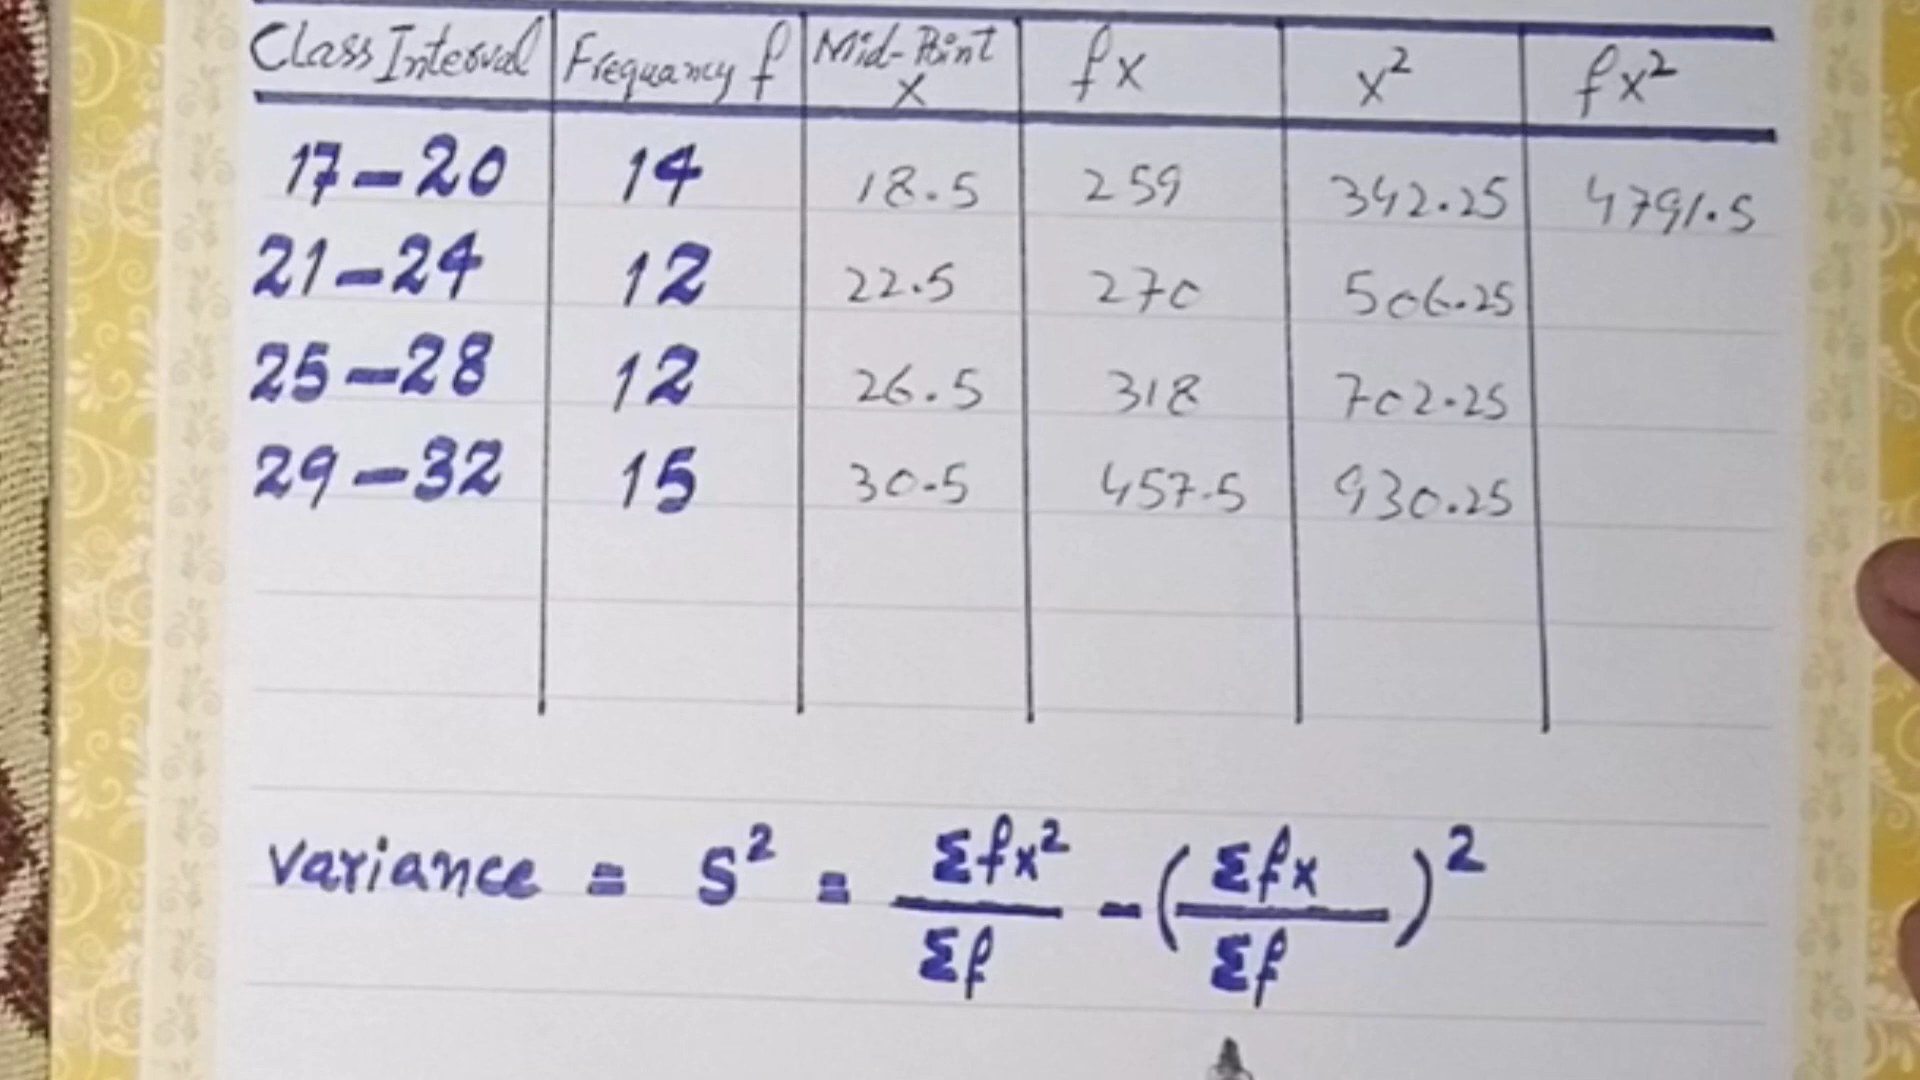 Class Interval Frequancy f Mid-Point x fx x² fx²
17-20 14 18.5 259 342.25 4791.5
21-24 12 22.5 270 506.25
25-28 12 26.5 318 702.25
29-32 15 30.5 457.5 930.25
Variance = S² = Σfx²/Σf - (Σfx/Σf)²